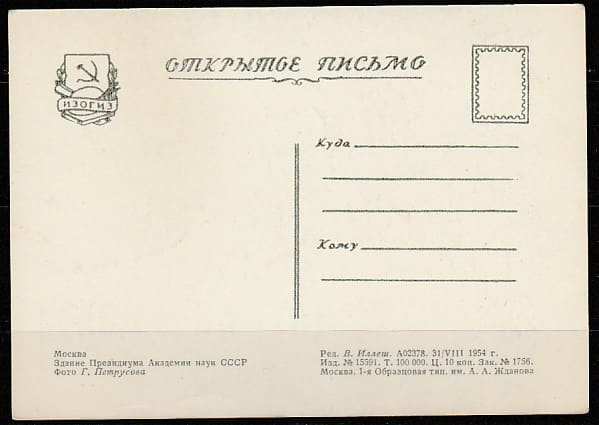 ОТКРЫТОЕ ПИСЬМО
ИЗОГИЗ
Куда
Кому
Москва
Здание Президиума Академии наук СССР
Фото Г. Петрусова
Ред. В. Иллеш. А02378. 31/VIII 1954 г.
Изд. № 15591. Т. 100 000. Ц. 10 коп. Зак. № 1756.
Москва. 1-я Образцовая тип. им. А. А. Жданова